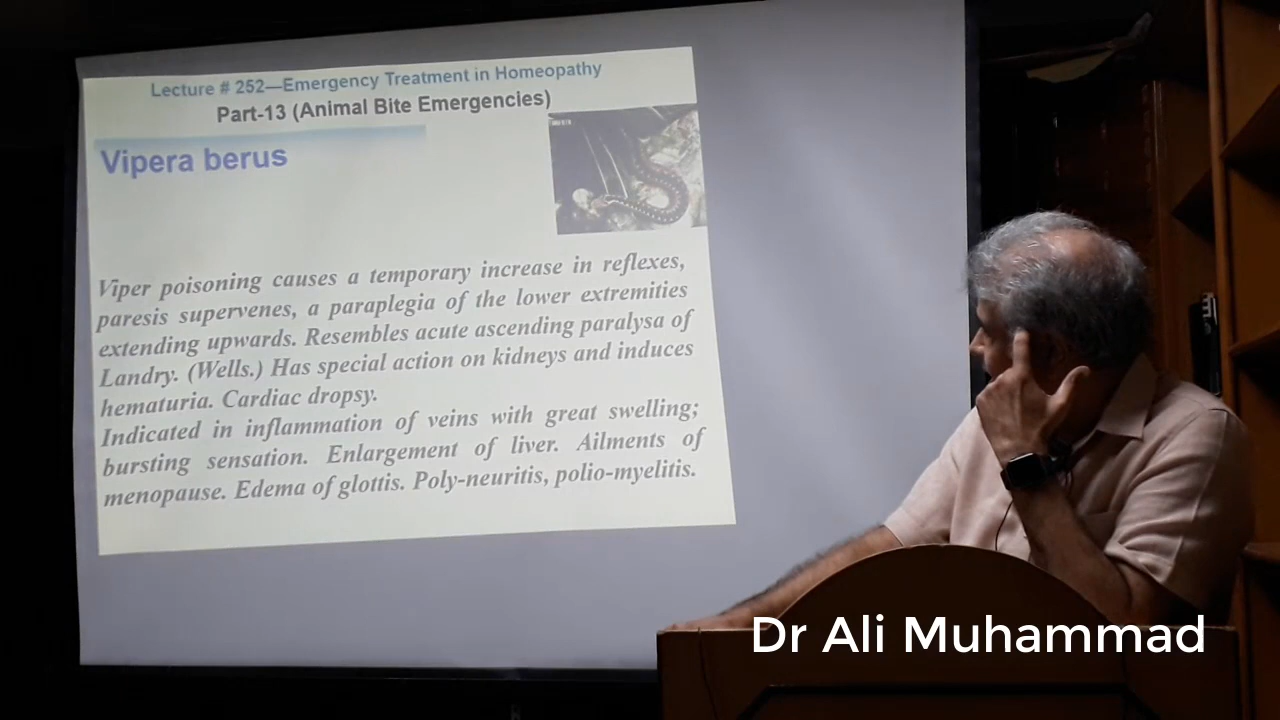 Lecture # 252—Emergency Treatment in Homeopathy
Part-13 (Animal Bite Emergencies)
Vipera berus
Viper poisoning causes a temporary increase in reflexes,
paresis supervenes, a paraplegia of the lower extremities
extending upwards. Resembles acute ascending paralysa of
Landry. (Wells.) Has special action on kidneys and induces
hematuria. Cardiac dropsy.
Indicated in inflammation of veins with great swelling;
bursting sensation. Enlargement of liver. Ailments of
menopause. Edema of glottis. Poly-neuritis, polio-myelitis.
Dr Ali Muhammad